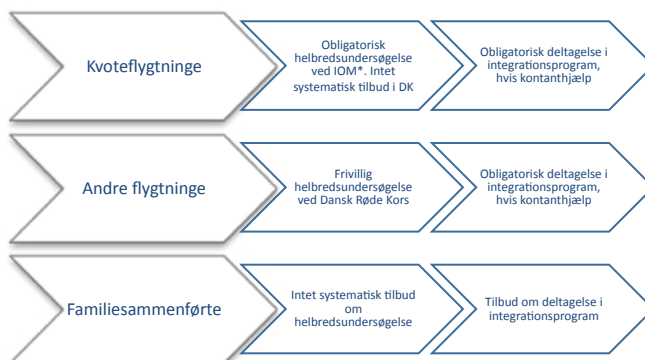 Kvoteflygtninge
Obligatorisk
helbredsundersøgelse
ved IOM*. Intet
systematisk tilbud i DK
Obligatorisk deltagelse i
integrationsprogram,
hvis kontanthjælp
Andre flygtninge
Frivillig
helbredsundersøgelse
ved Dansk Røde Kors
Obligatorisk deltagelse i
integrationsprogram,
hvis kontanthjælp
Familiesammenførte
Intet systematisk tilbud
om
helbredsundersøgelse
Tilbud om deltagelse i
integrationsprogram